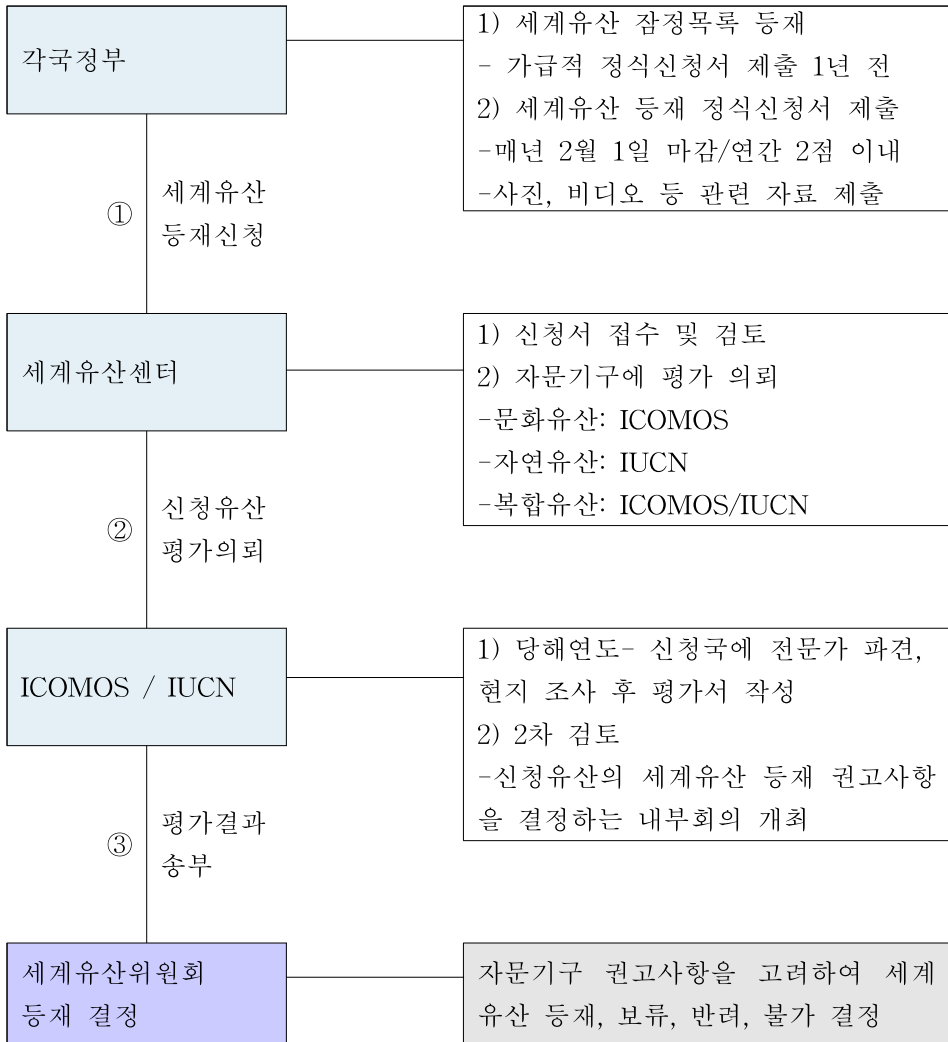 각국정부
1) 세계유산 잠정목록 등재
- 가급적 정식신청서 제출 1년 전
2) 세계유산 등재 정식신청서 제출
-매년 2월 1일 마감/연간 2점 이내
-사진, 비디오 등 관련 자료 제출
①
세계유산
등재신청
세계유산센터
1) 신청서 접수 및 검토
2) 자문기구에 평가 의뢰
-문화유산: ICOMOS
-자연유산: IUCN
-복합유산: ICOMOS/IUCN
②
신청유산
평가의뢰
ICOMOS / IUCN
1) 당해연도- 신청국에 전문가 파견,
현지 조사 후 평가서 작성
2) 2차 검토
-신청유산의 세계유산 등재 권고사항
을 결정하는 내부회의 개최
③
평가결과
송부
세계유산위원회
등재 결정
자문기구 권고사항을 고려하여 세계
유산 등재, 보류, 반려, 불가 결정